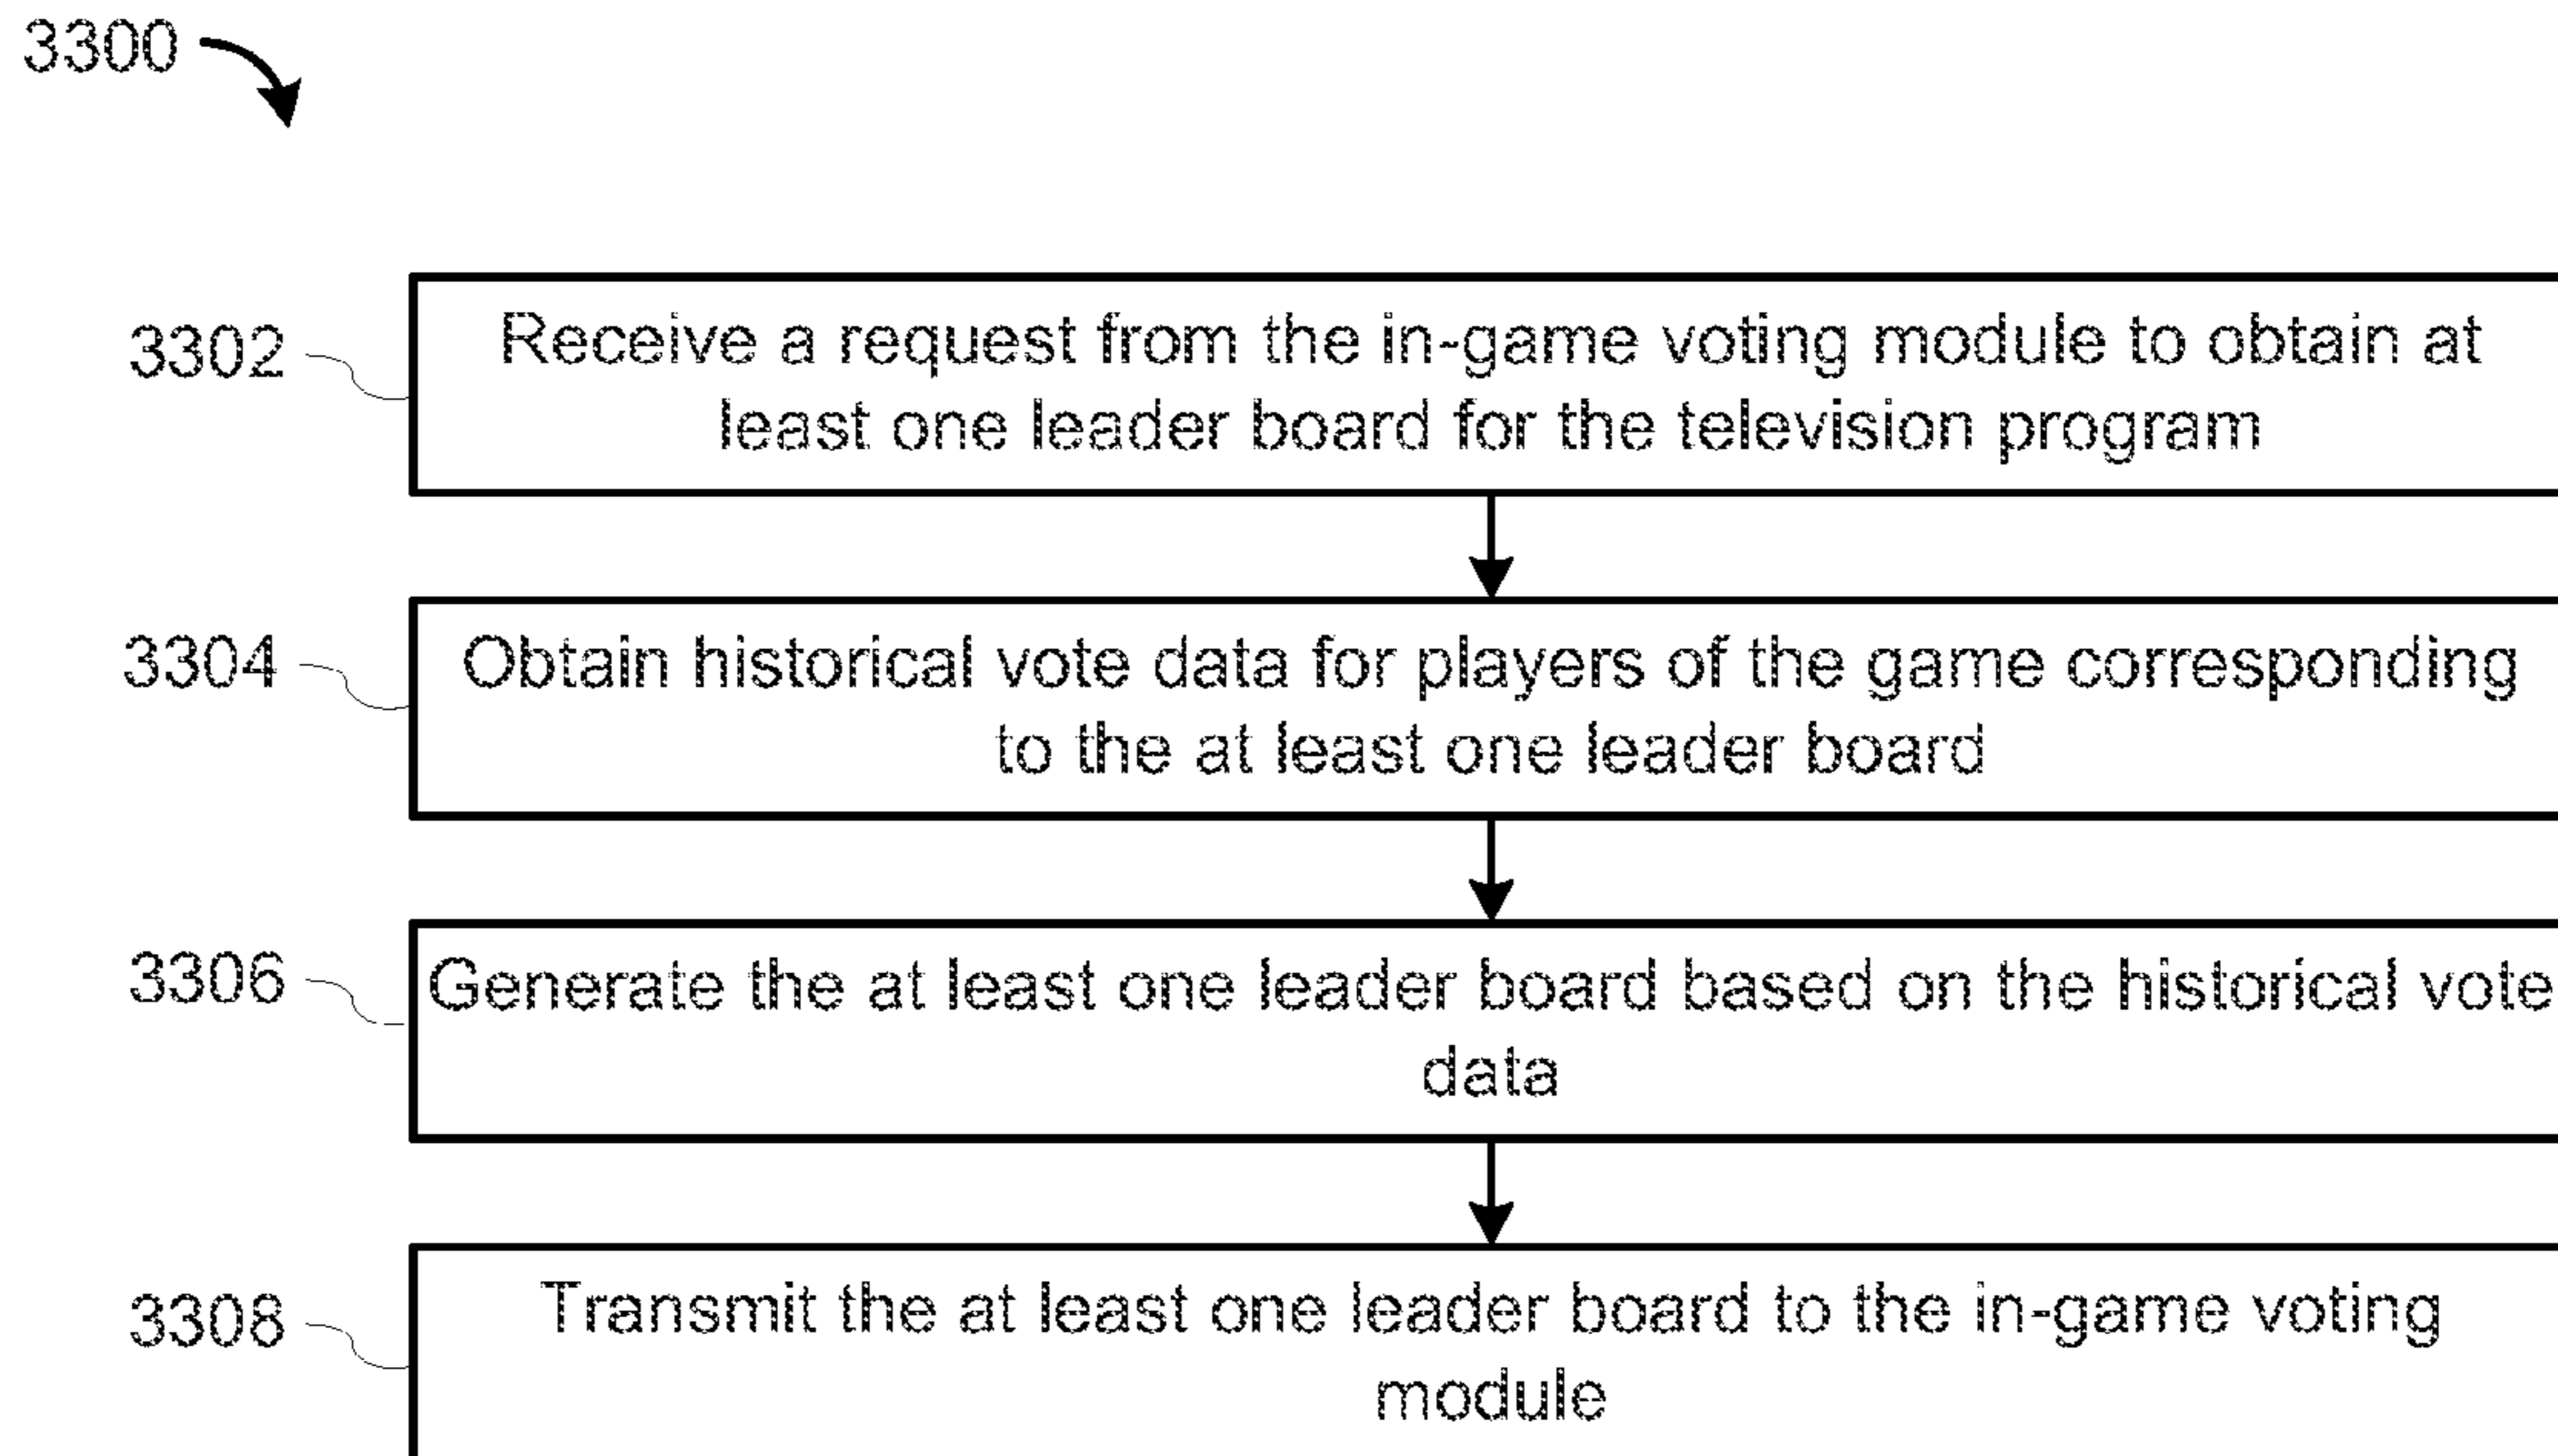 3300
3302
Receive a request from the in-game voting module to obtain at
least one leader board for the television program
3304
Obtain historical vote data for players of the game corresponding
to the at least one leader board
3306
Generate the at least one leader board based on the historical vote
data
3308
Transmit the at least one leader board to the in-game voting
module